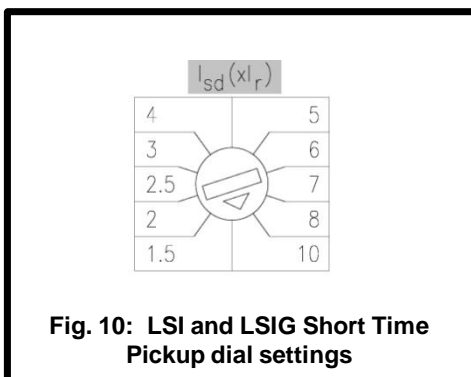 Isd(xIr)
4 5
3 6
2.5 7
2 8
1.5 10
Fig. 10: LSI and LSIG Short Time
Pickup dial settings